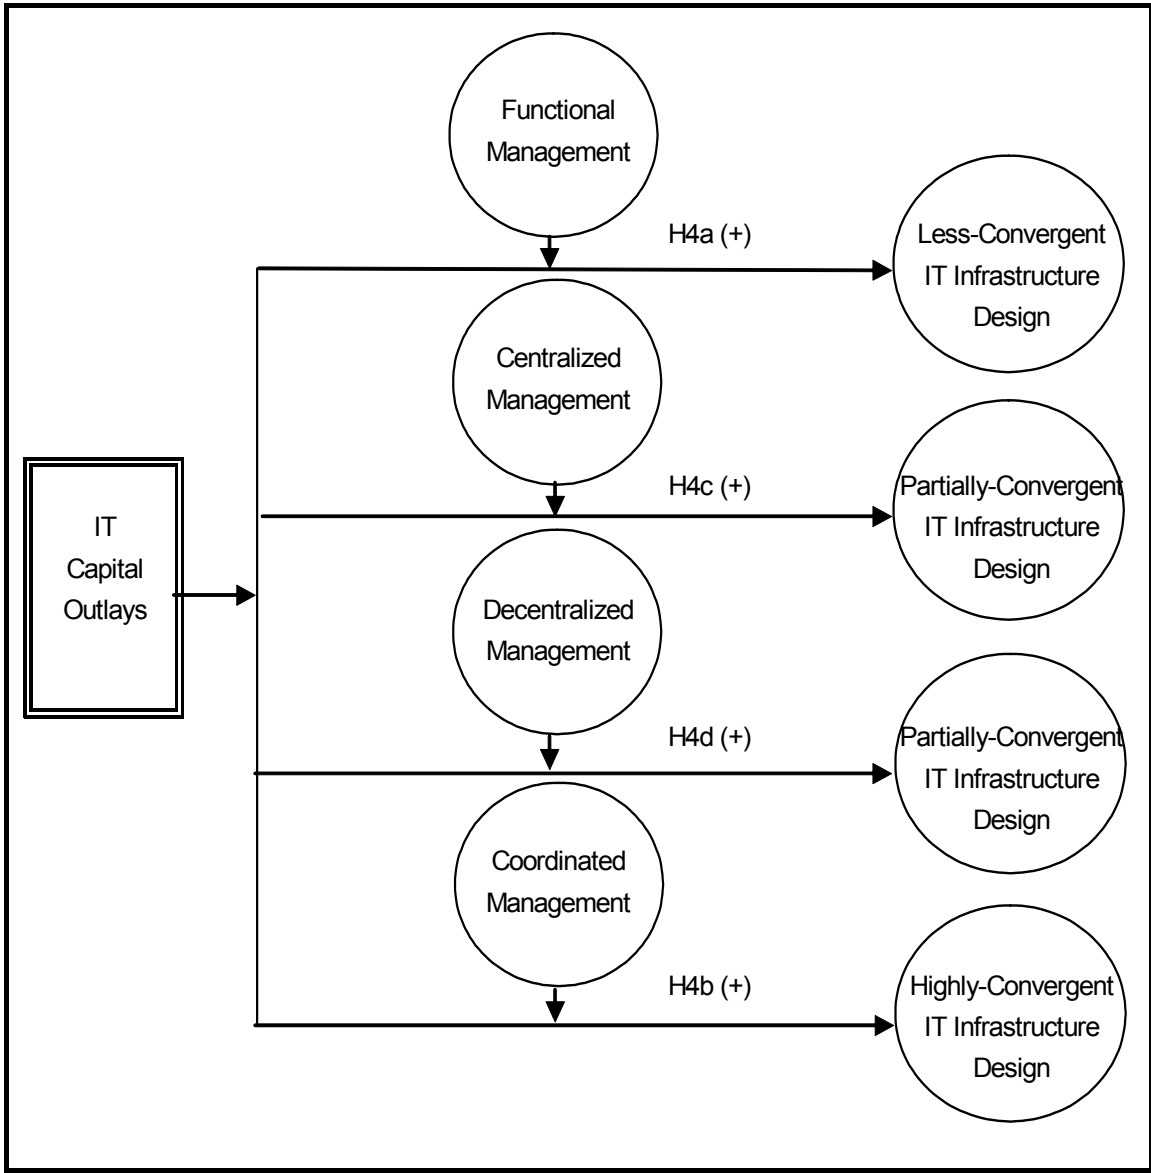 Functional
Management
H4a (+)
Less-Convergent
IT Infrastructure
Design
Centralized
Management
H4c (+)
Partially-Convergent
IT Infrastructure
Design
IT
Capital
Outlays
Decentralized
Management
H4d (+)
Partially-Convergent
IT Infrastructure
Design
Coordinated
Management
H4b (+)
Highly-Convergent
IT Infrastructure
Design